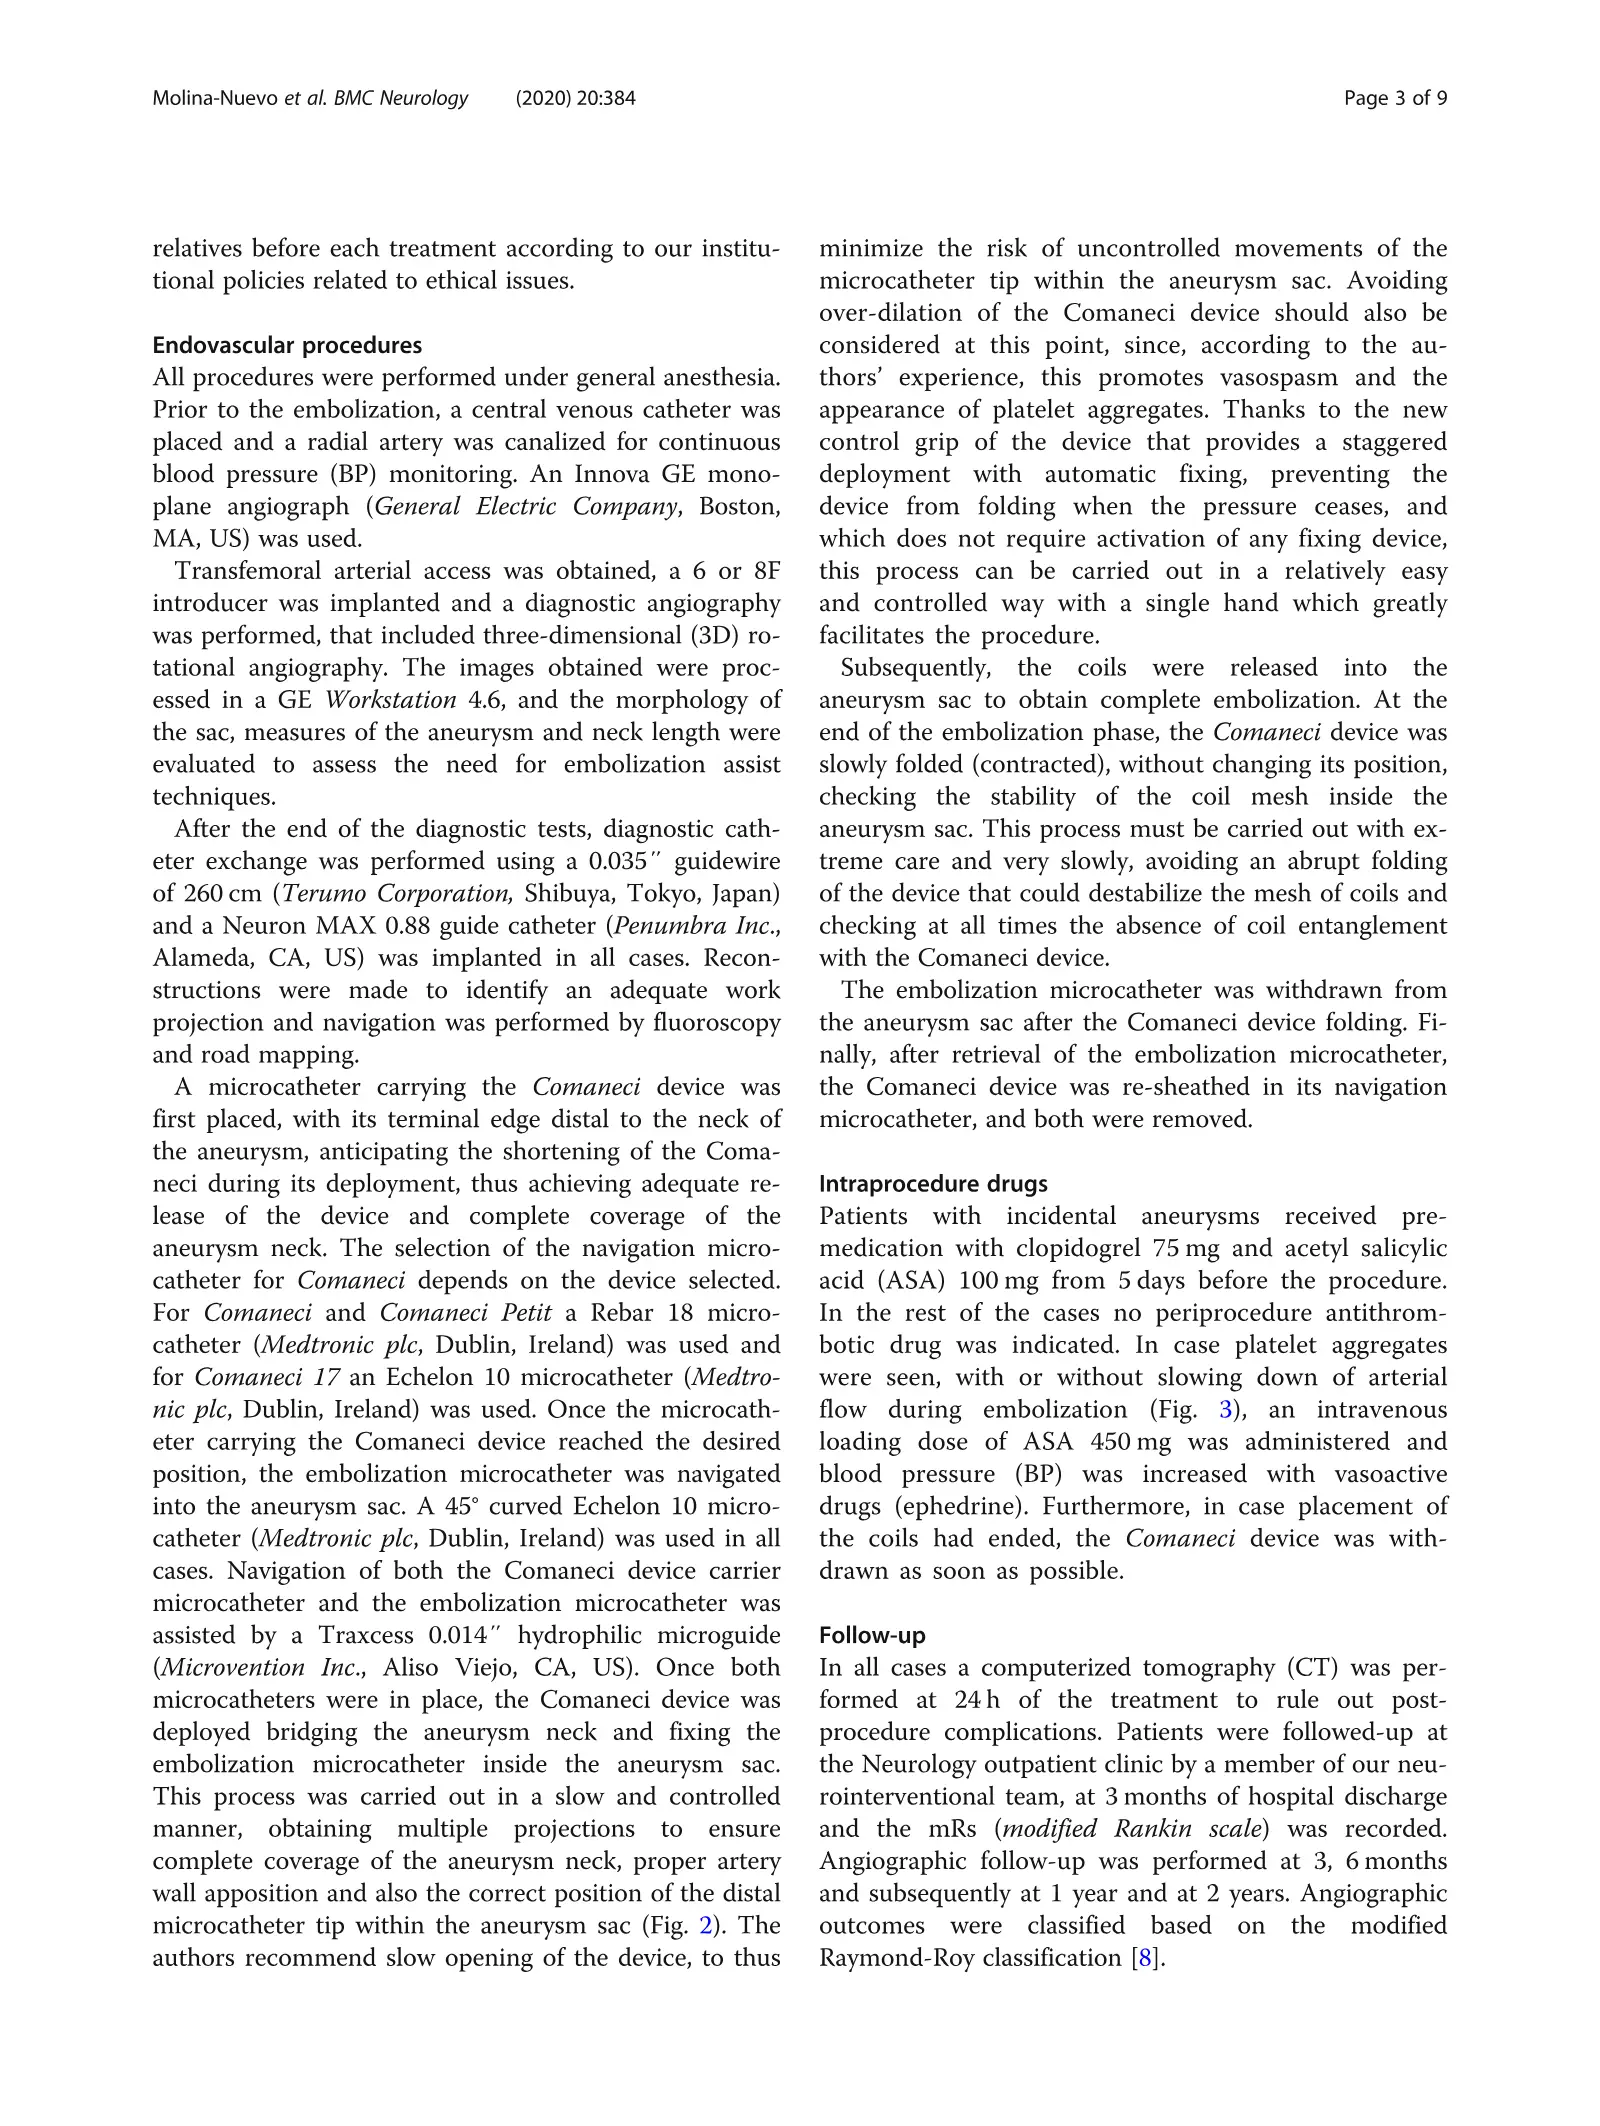 Molina-Nuevo et al. BMC Neurology (2020) 20:384 Page 3 of 9
relatives before each treatment according to our institu-
tional policies related to ethical issues.
Endovascular procedures
All procedures were performed under general anesthesia.
Prior to the embolization, a central venous catheter was
placed and a radial artery was canalized for continuous
blood pressure (BP) monitoring. An Innova GE mono-
plane angiograph (General Electric Company, Boston,
MA, US) was used.
Transfemoral arterial access was obtained, a 6 or 8F
introducer was implanted and a diagnostic angiography
was performed, that included three-dimensional (3D) ro-
tational angiography. The images obtained were proc-
essed in a GE Workstation 4.6, and the morphology of
the sac, measures of the aneurysm and neck length were
evaluated to assess the need for embolization assist
techniques.
After the end of the diagnostic tests, diagnostic cath-
eter exchange was performed using a 0.035″ guidewire
of 260 cm (Terumo Corporation, Shibuya, Tokyo, Japan)
and a Neuron MAX 0.88 guide catheter (Penumbra Inc.,
Alameda, CA, US) was implanted in all cases. Recon-
structions were made to identify an adequate work
projection and navigation was performed by fluoroscopy
and road mapping.
A microcatheter carrying the Comaneci device was
first placed, with its terminal edge distal to the neck of
the aneurysm, anticipating the shortening of the Coma-
neci during its deployment, thus achieving adequate re-
lease of the device and complete coverage of the
aneurysm neck. The selection of the navigation micro-
catheter for Comaneci depends on the device selected.
For Comaneci and Comaneci Petit a Rebar 18 micro-
catheter (Medtronic plc, Dublin, Ireland) was used and
for Comaneci 17 an Echelon 10 microcatheter (Medtro-
nic plc, Dublin, Ireland) was used. Once the microcath-
eter carrying the Comaneci device reached the desired
position, the embolization microcatheter was navigated
into the aneurysm sac. A 45° curved Echelon 10 micro-
catheter (Medtronic plc, Dublin, Ireland) was used in all
cases. Navigation of both the Comaneci device carrier
microcatheter and the embolization microcatheter was
assisted by a Traxcess 0.014″ hydrophilic microguide
(Microvention Inc., Aliso Viejo, CA, US). Once both
microcatheters were in place, the Comaneci device was
deployed bridging the aneurysm neck and fixing the
embolization microcatheter inside the aneurysm sac.
This process was carried out in a slow and controlled
manner, obtaining multiple projections to ensure
complete coverage of the aneurysm neck, proper artery
wall apposition and also the correct position of the distal
microcatheter tip within the aneurysm sac (Fig. 2). The
authors recommend slow opening of the device, to thus
minimize the risk of uncontrolled movements of the
microcatheter tip within the aneurysm sac. Avoiding
over-dilation of the Comaneci device should also be
considered at this point, since, according to the au-
thors’ experience, this promotes vasospasm and the
appearance of platelet aggregates. Thanks to the new
control grip of the device that provides a staggered
deployment with automatic fixing, preventing the
device from folding when the pressure ceases, and
which does not require activation of any fixing device,
this process can be carried out in a relatively easy
and controlled way with a single hand which greatly
facilitates the procedure.
Subsequently, the coils were released into the
aneurysm sac to obtain complete embolization. At the
end of the embolization phase, the Comaneci device was
slowly folded (contracted), without changing its position,
checking the stability of the coil mesh inside the
aneurysm sac. This process must be carried out with ex-
treme care and very slowly, avoiding an abrupt folding
of the device that could destabilize the mesh of coils and
checking at all times the absence of coil entanglement
with the Comaneci device.
The embolization microcatheter was withdrawn from
the aneurysm sac after the Comaneci device folding. Fi-
nally, after retrieval of the embolization microcatheter,
the Comaneci device was re-sheathed in its navigation
microcatheter, and both were removed.
Intraprocedure drugs
Patients with incidental aneurysms received pre-
medication with clopidogrel 75 mg and acetyl salicylic
acid (ASA) 100 mg from 5 days before the procedure.
In the rest of the cases no periprocedure antithrom-
botic drug was indicated. In case platelet aggregates
were seen, with or without slowing down of arterial
flow during embolization (Fig. 3), an intravenous
loading dose of ASA 450 mg was administered and
blood pressure (BP) was increased with vasoactive
drugs (ephedrine). Furthermore, in case placement of
the coils had ended, the Comaneci device was with-
drawn as soon as possible.
Follow-up
In all cases a computerized tomography (CT) was per-
formed at 24 h of the treatment to rule out post-
procedure complications. Patients were followed-up at
the Neurology outpatient clinic by a member of our neu-
rointerventional team, at 3 months of hospital discharge
and the mRs (modified Rankin scale) was recorded.
Angiographic follow-up was performed at 3, 6 months
and subsequently at 1 year and at 2 years. Angiographic
outcomes were classified based on the modified
Raymond-Roy classification [8].